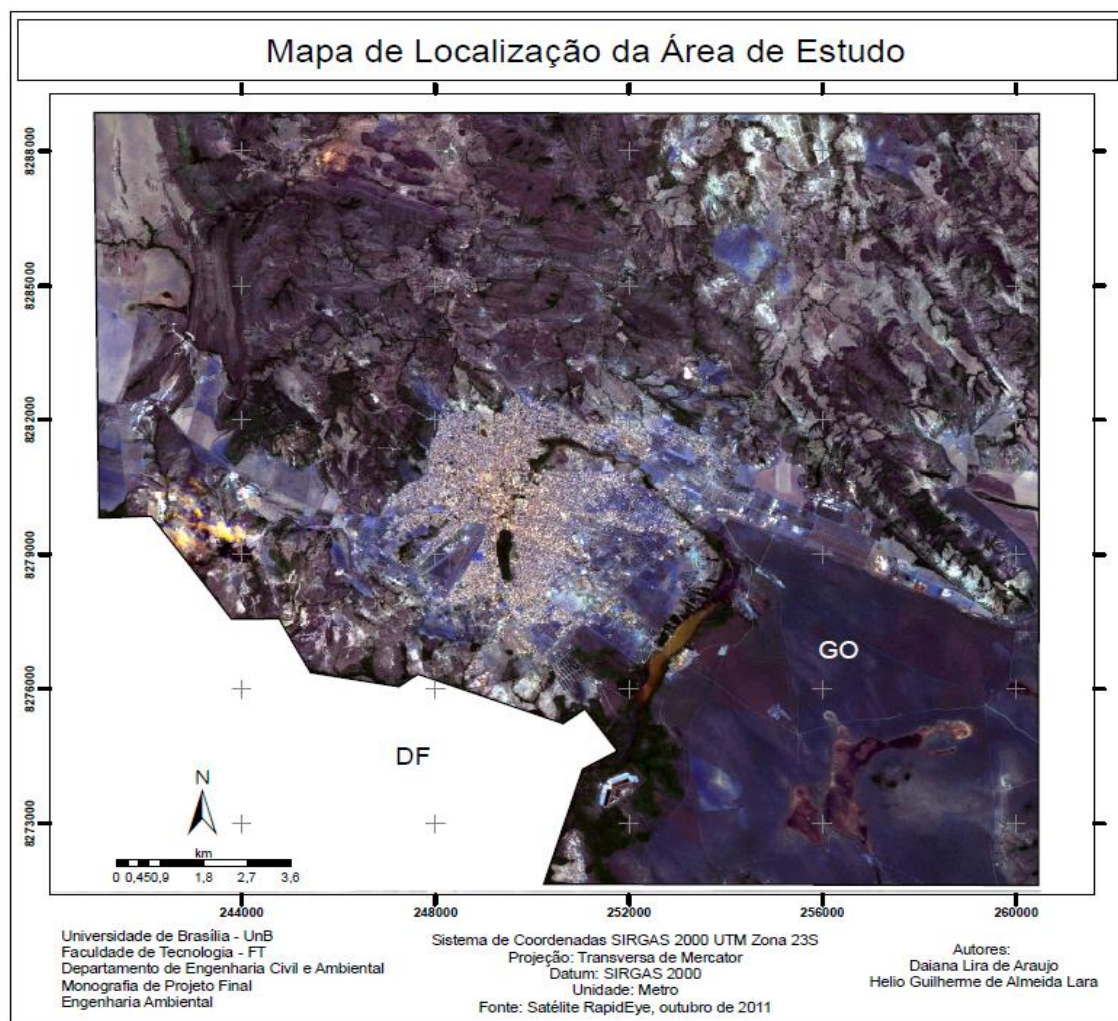 Mapa de Localização da Área de Estudo
8288000
8285000
8282000
8279000
8276000
8273000
GO
DF
N
km
0 0,450,9 1,8 2,7 3,6
244000 248000 252000 256000 260000
Universidade de Brasília - UnB
Faculdade de Tecnologia - FT
Departamento de Engenharia Civil e Ambiental
Monografia de Projeto Final
Engenharia Ambiental
Sistema de Coordenadas SIRGAS 2000 UTM Zona 23S
Projeção: Transversa de Mercator
Datum: SIRGAS 2000
Unidade: Metro
Fonte: Satélite RapidEye, outubro de 2011
Autores:
Daiana Lira de Araujo
Helio Guilherme de Almeida Lara